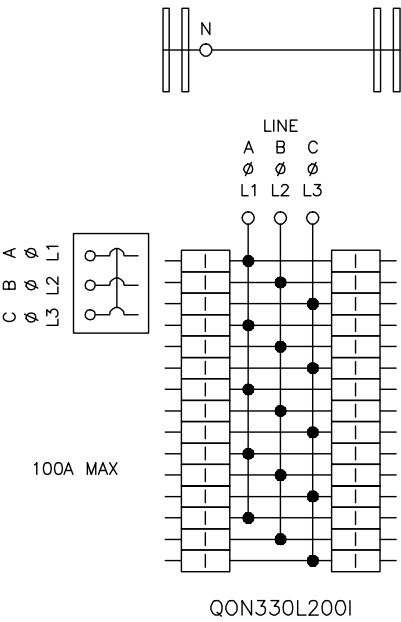 N
LINE
A B C
Ø Ø Ø
L1 L2 L3
A Ø L1
B Ø L2
C Ø L3
100A MAX
QON330L200I